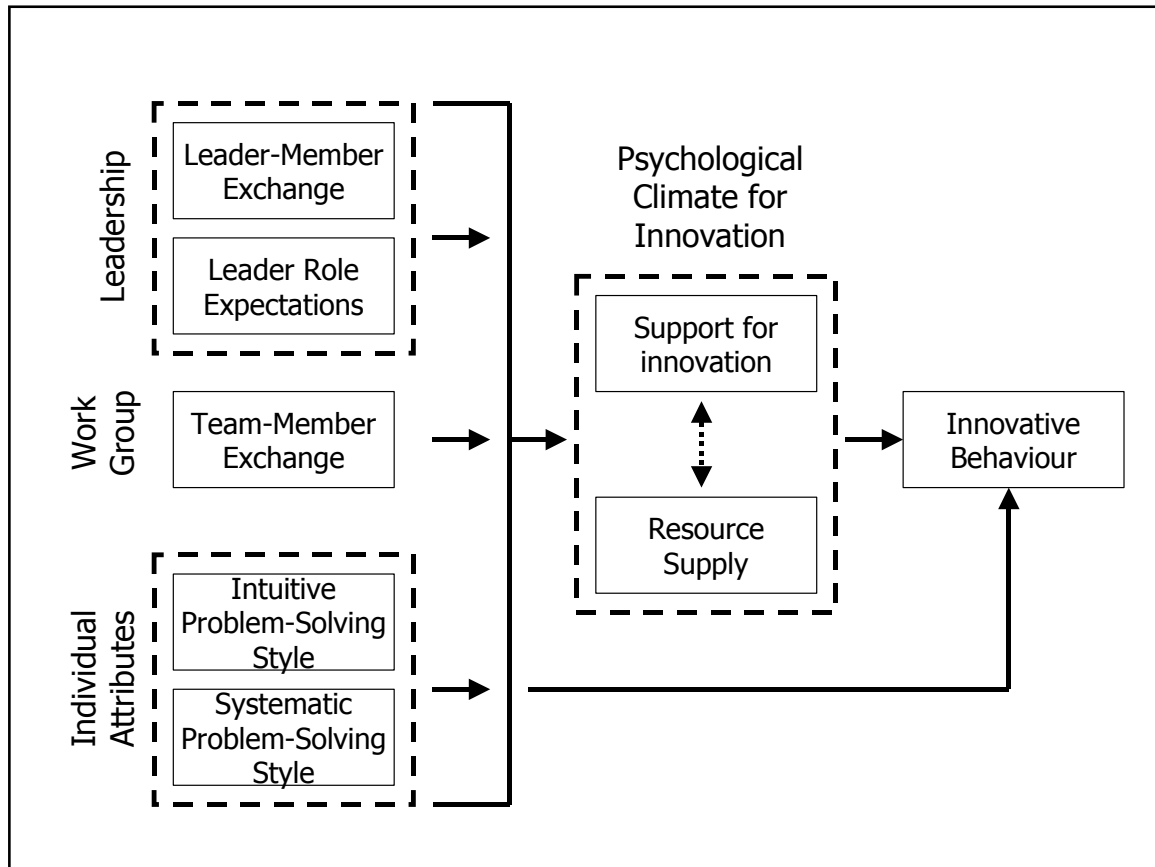 Leadership
Leader-Member
Exchange
Leader Role
Expectations
Work
Group
Team-Member
Exchange
Individual
Attributes
Intuitive
Problem-Solving
Style
Systematic
Problem-Solving
Style
Psychological
Climate for
Innovation
Support for
innovation
Resource
Supply
Innovative
Behaviour